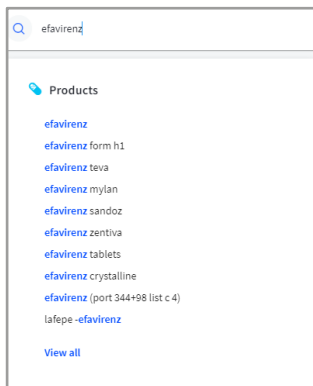 efavirenz
Products
efavirenz
efavirenz form h1
efavirenz teva
efavirenz mylan
efavirenz sandoz
efavirenz zentiva
efavirenz tablets
efavirenz crystalline
efavirenz (port 344+98 list c 4)
lafepe -efavirenz
View all